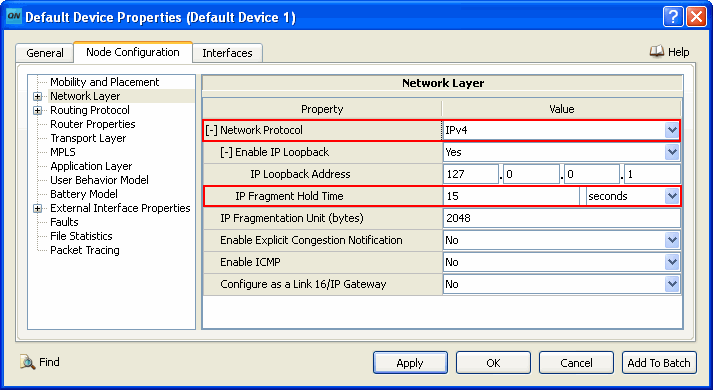 QN Default Device Properties (Default Device 1)
General Node Configuration Interfaces Help
Mobility and Placement
Network Layer
Routing Protocol
Router Properties
Transport Layer
MPLS
Application Layer
User Behavior Model
Battery Model
External Interface Properties
Faults
File Statistics
Packet Tracing
Network Layer
Property Value
[-] Network Protocol IPv4
[-] Enable IP Loopback Yes
IP Loopback Address 127 . 0 . 0 . 1
IP Fragment Hold Time 15 seconds
IP Fragmentation Unit (bytes) 2048
Enable Explicit Congestion Notification No
Enable ICMP No
Configure as a Link 16/IP Gateway No
Find Apply OK Cancel Add To Batch